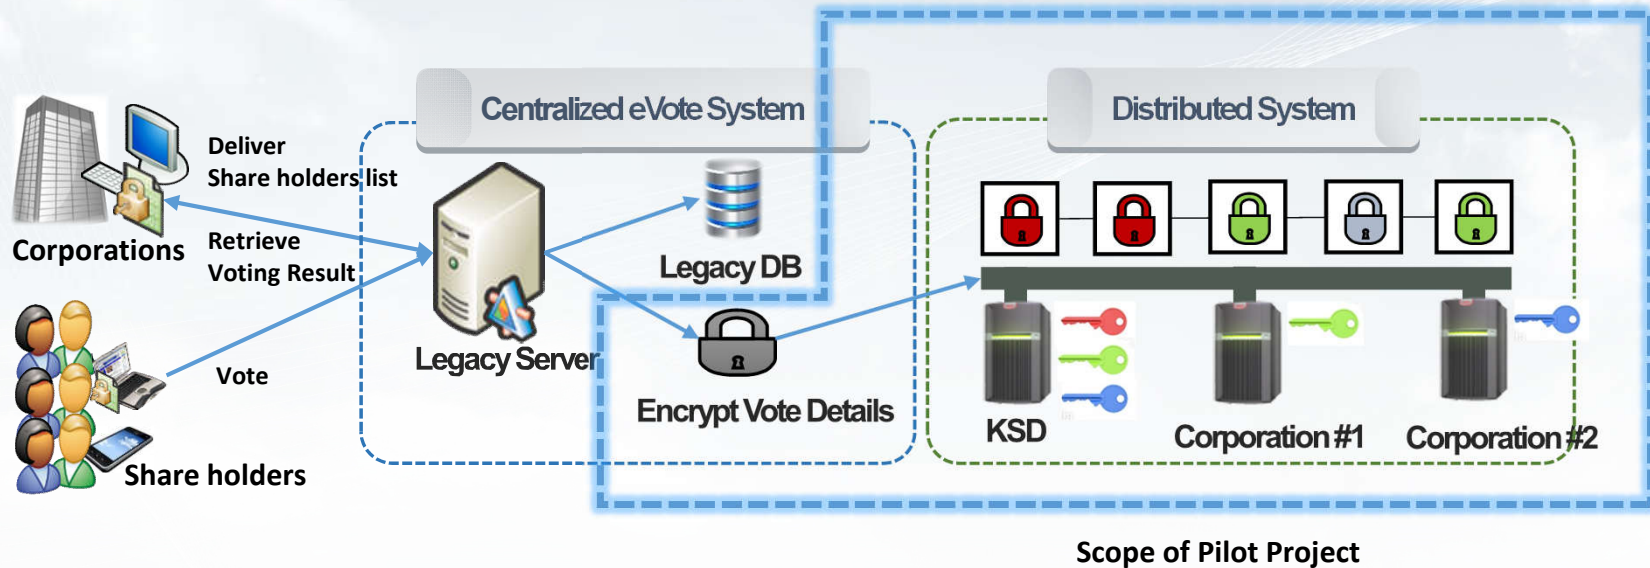 Centralized eVote System
Distributed System
Deliver
Share holders list
Retrieve
Voting Result
Corporations
Vote
Share holders
Legacy Server
Legacy DB
Encrypt Vote Details
KSD
Corporation #1
Corporation #2
Scope of Pilot Project